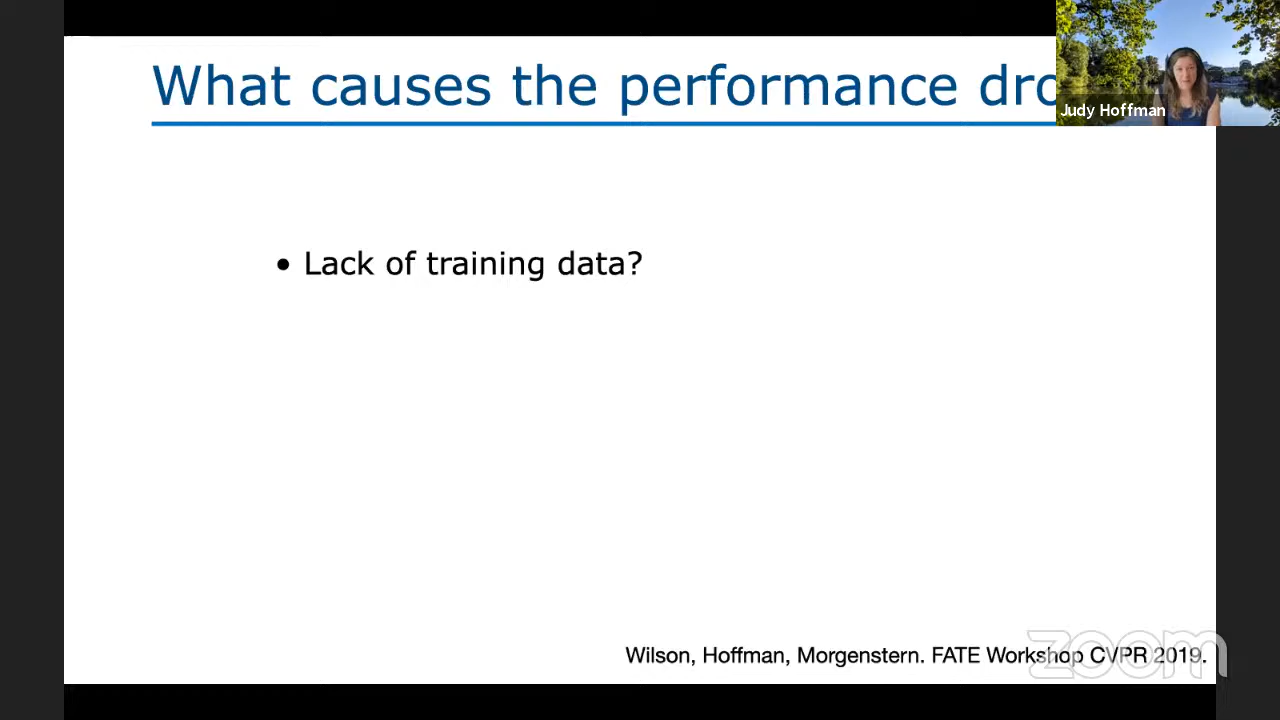 What causes the performance dro
Judy Hoffman
• Lack of training data?
Wilson, Hoffman, Morgenstern. FATE Workshop CVPR 2019.
zoom